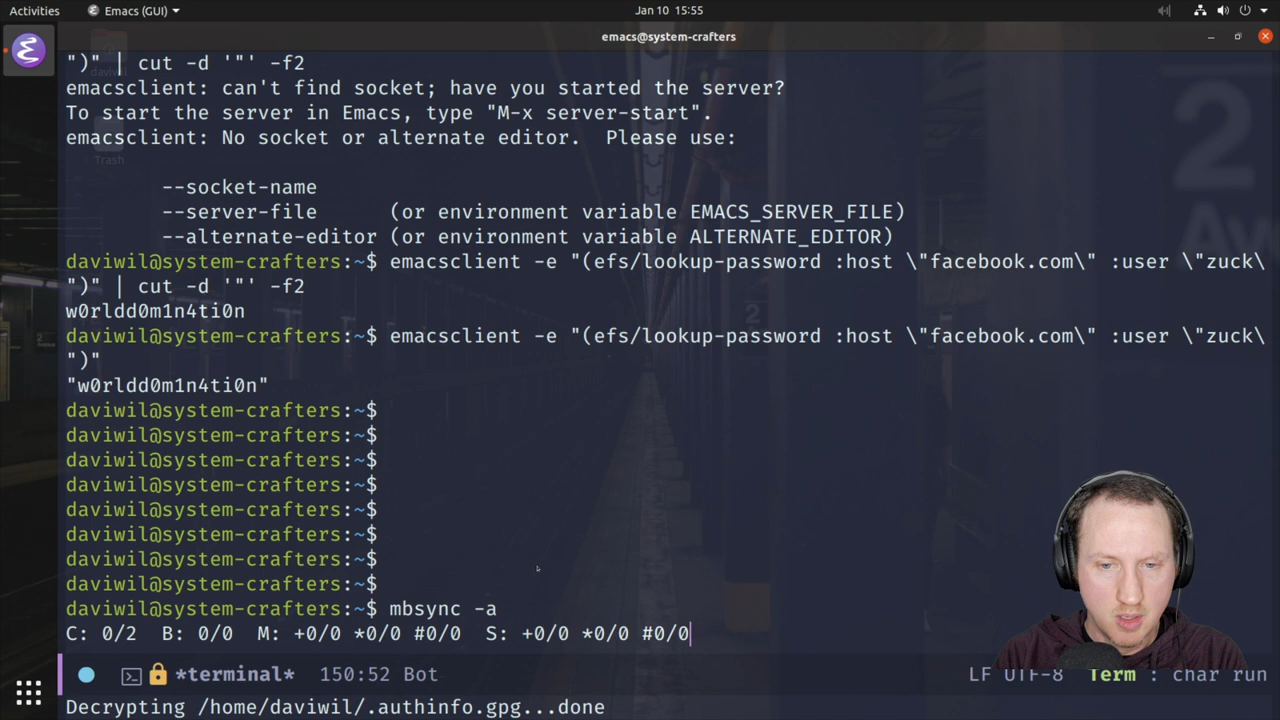 Activities Emacs (GUI) Jan 10 15:55
emacs@system-crafters
")" | cut -d '"' -f2
emacsclient: can't find socket; have you started the server?
To start the server in Emacs, type "M-x server-start".
emacsclient: No socket or alternate editor.  Please use:
Trash
--socket-name
--server-file      (or environment variable EMACS_SERVER_FILE)
--alternate-editor (or environment variable ALTERNATE_EDITOR)
daviwil@system-crafters:~$ emacsclient -e "(efs/lookup-password :host \"facebook.com\" :user \"zuck\
")" | cut -d '"' -f2
w0rldd0m1n4ti0n
daviwil@system-crafters:~$ emacsclient -e "(efs/lookup-password :host \"facebook.com\" :user \"zuck\
")"
"w0rldd0m1n4ti0n"
daviwil@system-crafters:~$
daviwil@system-crafters:~$
daviwil@system-crafters:~$
daviwil@system-crafters:~$
daviwil@system-crafters:~$
daviwil@system-crafters:~$
daviwil@system-crafters:~$
daviwil@system-crafters:~$
daviwil@system-crafters:~$ mbsync -a
C: 0/2  B: 0/0  M: +0/0 *0/0 #0/0  S: +0/0 *0/0 #0/0
*terminal* 150:52 Bot LF UTF-8 Term : char run
Decrypting /home/daviwil/.authinfo.gpg...done